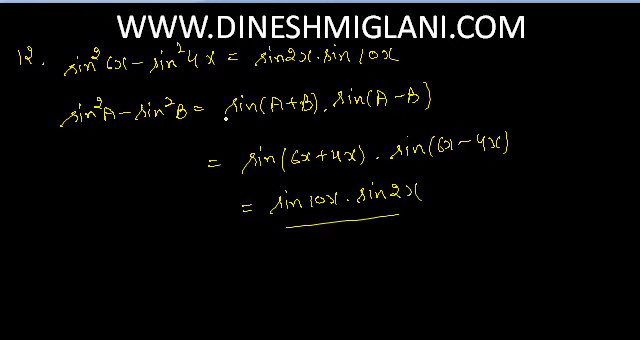 WWW.DINESHMIGLANI.COM
12. sin²6x - sin²4x = sin2x · sin10x
sin²A - sin²B = sin(A+B) · sin(A-B)
= sin(6x+4x) · sin(6x-4x)
= sin10x · sin2x